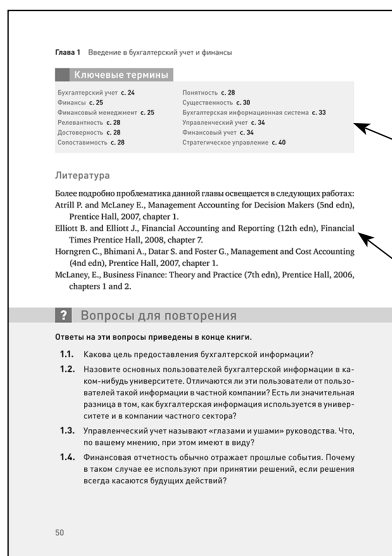 Глава 1 Введение в бухгалтерский учет и финансы
Ключевые термины
Бухгалтерский учет с. 24
Финансы с. 25
Финансовый менеджмент с. 25
Релевантность с. 28
Достоверность с. 28
Сопоставимость с. 28
Понятность с. 28
Существенность с. 30
Бухгалтерская информационная система с. 33
Управленческий учет с. 34
Финансовый учет с. 34
Стратегическое управление с. 40
Литература
Более подробно проблематика данной главы освещается в следующих работах:
Atrill P. and McLaney E., Management Accounting for Decision Makers (5nd edn),
Prentice Hall, 2007, chapter 1.
Elliott B. and Elliott J., Financial Accounting and Reporting (12th edn), Financial
Times Prentice Hall, 2008, chapter 7.
Horngren C., Bhimani A., Datar S. and Foster G., Management and Cost Accounting
(4nd edn), Prentice Hall, 2007, chapter 1.
McLaney, E., Business Finance: Theory and Practice (7th edn), Prentice Hall, 2006,
chapters 1 and 2.
? Вопросы для повторения
Ответы на эти вопросы приведены в конце книги.
1.1. Какова цель предоставления бухгалтерской информации?
1.2. Назовите основных пользователей бухгалтерской информации в ка-
ком-нибудь университете. Отличаются ли эти пользователи от пользо-
вателей такой информации в частной компании? Есть ли значительная
разница в том, как бухгалтерская информация используется в универ-
ситете и в компании частного сектора?
1.3. Управленческий учет называют «глазами и ушами» руководства. Что,
по вашему мнению, при этом имеют в виду?
1.4. Финансовая отчетность обычно отражает прошлые события. Почему
в таком случае ее используют при принятии решений, если решения
всегда касаются будущих действий?
50